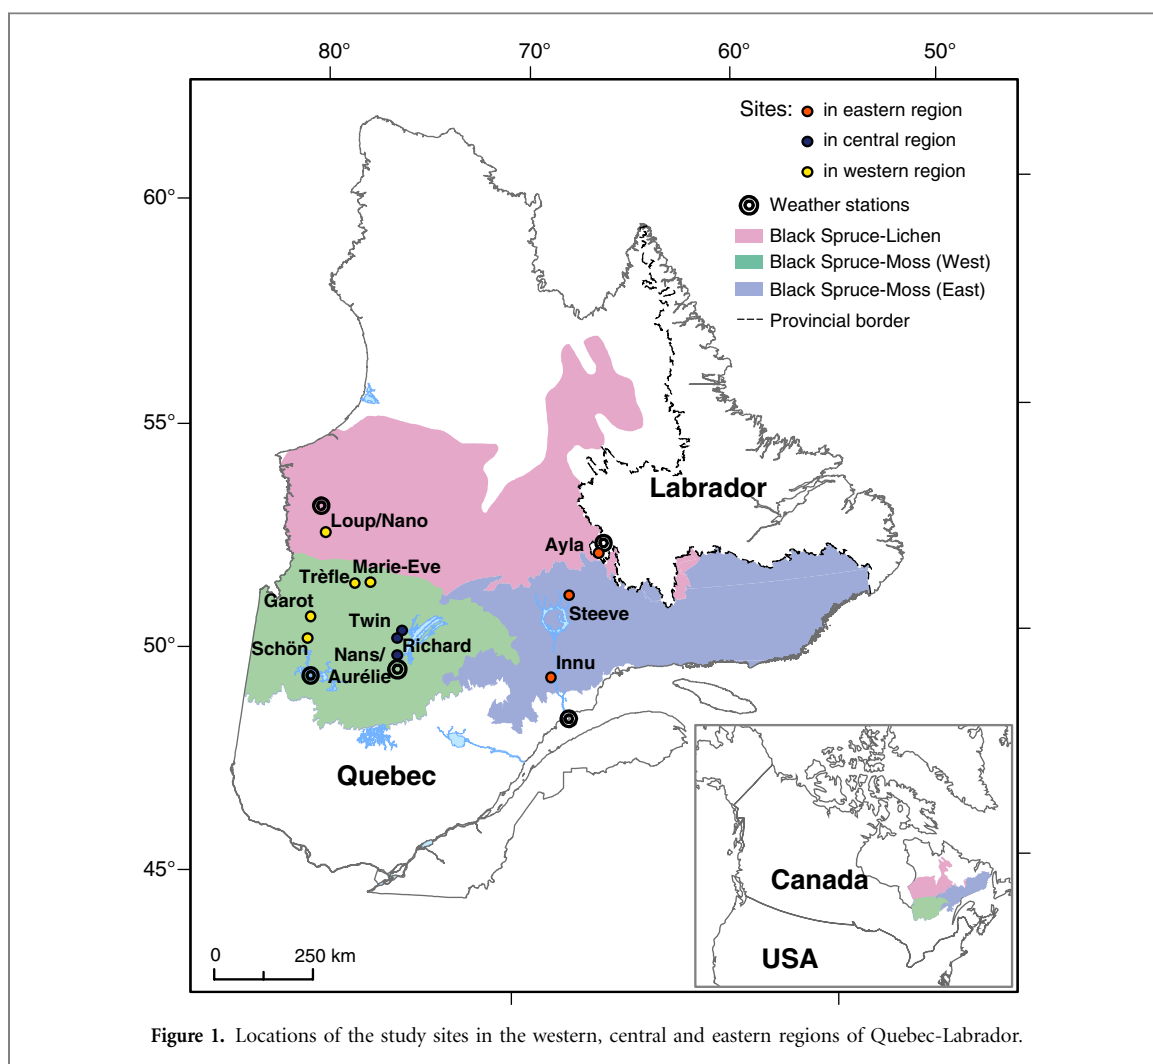 80° 70° 60° 50°
Sites: in eastern region
in central region
in western region
60°
Weather stations
Black Spruce-Lichen
Black Spruce-Moss (West)
Black Spruce-Moss (East)
Provincial border
55°
Labrador
Loup/Nano
Ayla
Marie-Eve
Trèfle
Garot
Steeve
Twin
50°
Schön
Richard
Nans/
Aurélie
Innu
Quebec
45°
Canada
USA
0 250 km
Figure 1. Locations of the study sites in the western, central and eastern regions of Quebec-Labrador.